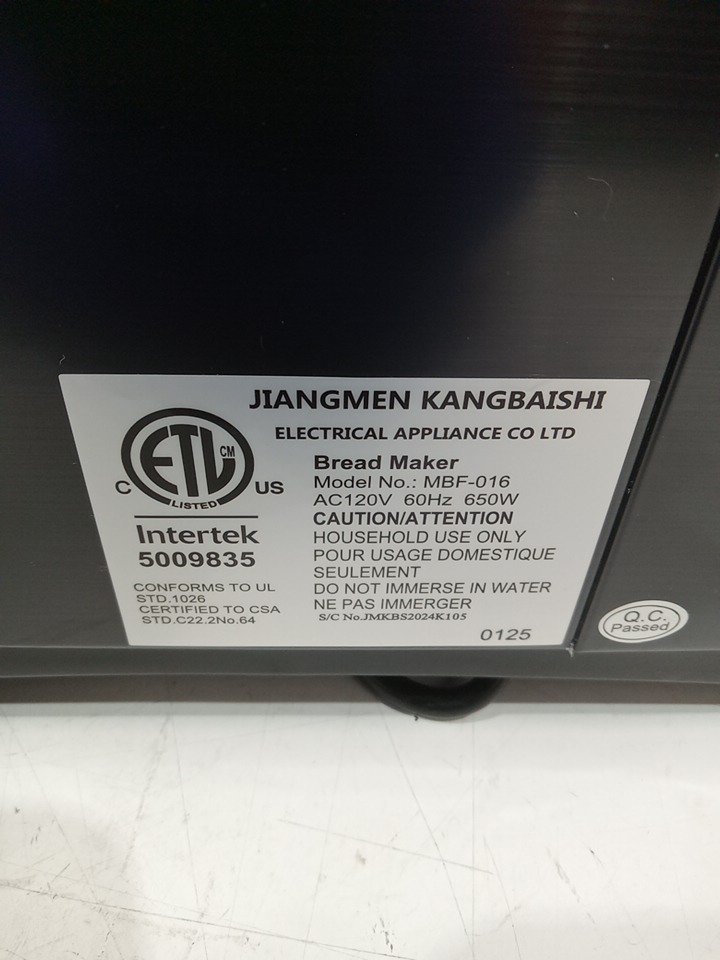 JIANGMEN KANGBAISHI
ELECTRICAL APPLIANCE CO LTD
ETL CM
C US
LISTED
Intertek
5009835
CONFORMS TO UL
STD.1026
CERTIFIED TO CSA
STD.C22.2No.64
Bread Maker
Model No.: MBF-016
AC120V 60Hz 650W
CAUTION/ATTENTION
HOUSEHOLD USE ONLY
POUR USAGE DOMESTIQUE
SEULEMENT
DO NOT IMMERSE IN WATER
NE PAS IMMERGER
S/C No.JMKBS2024K105
0125
Q.C.
Passed